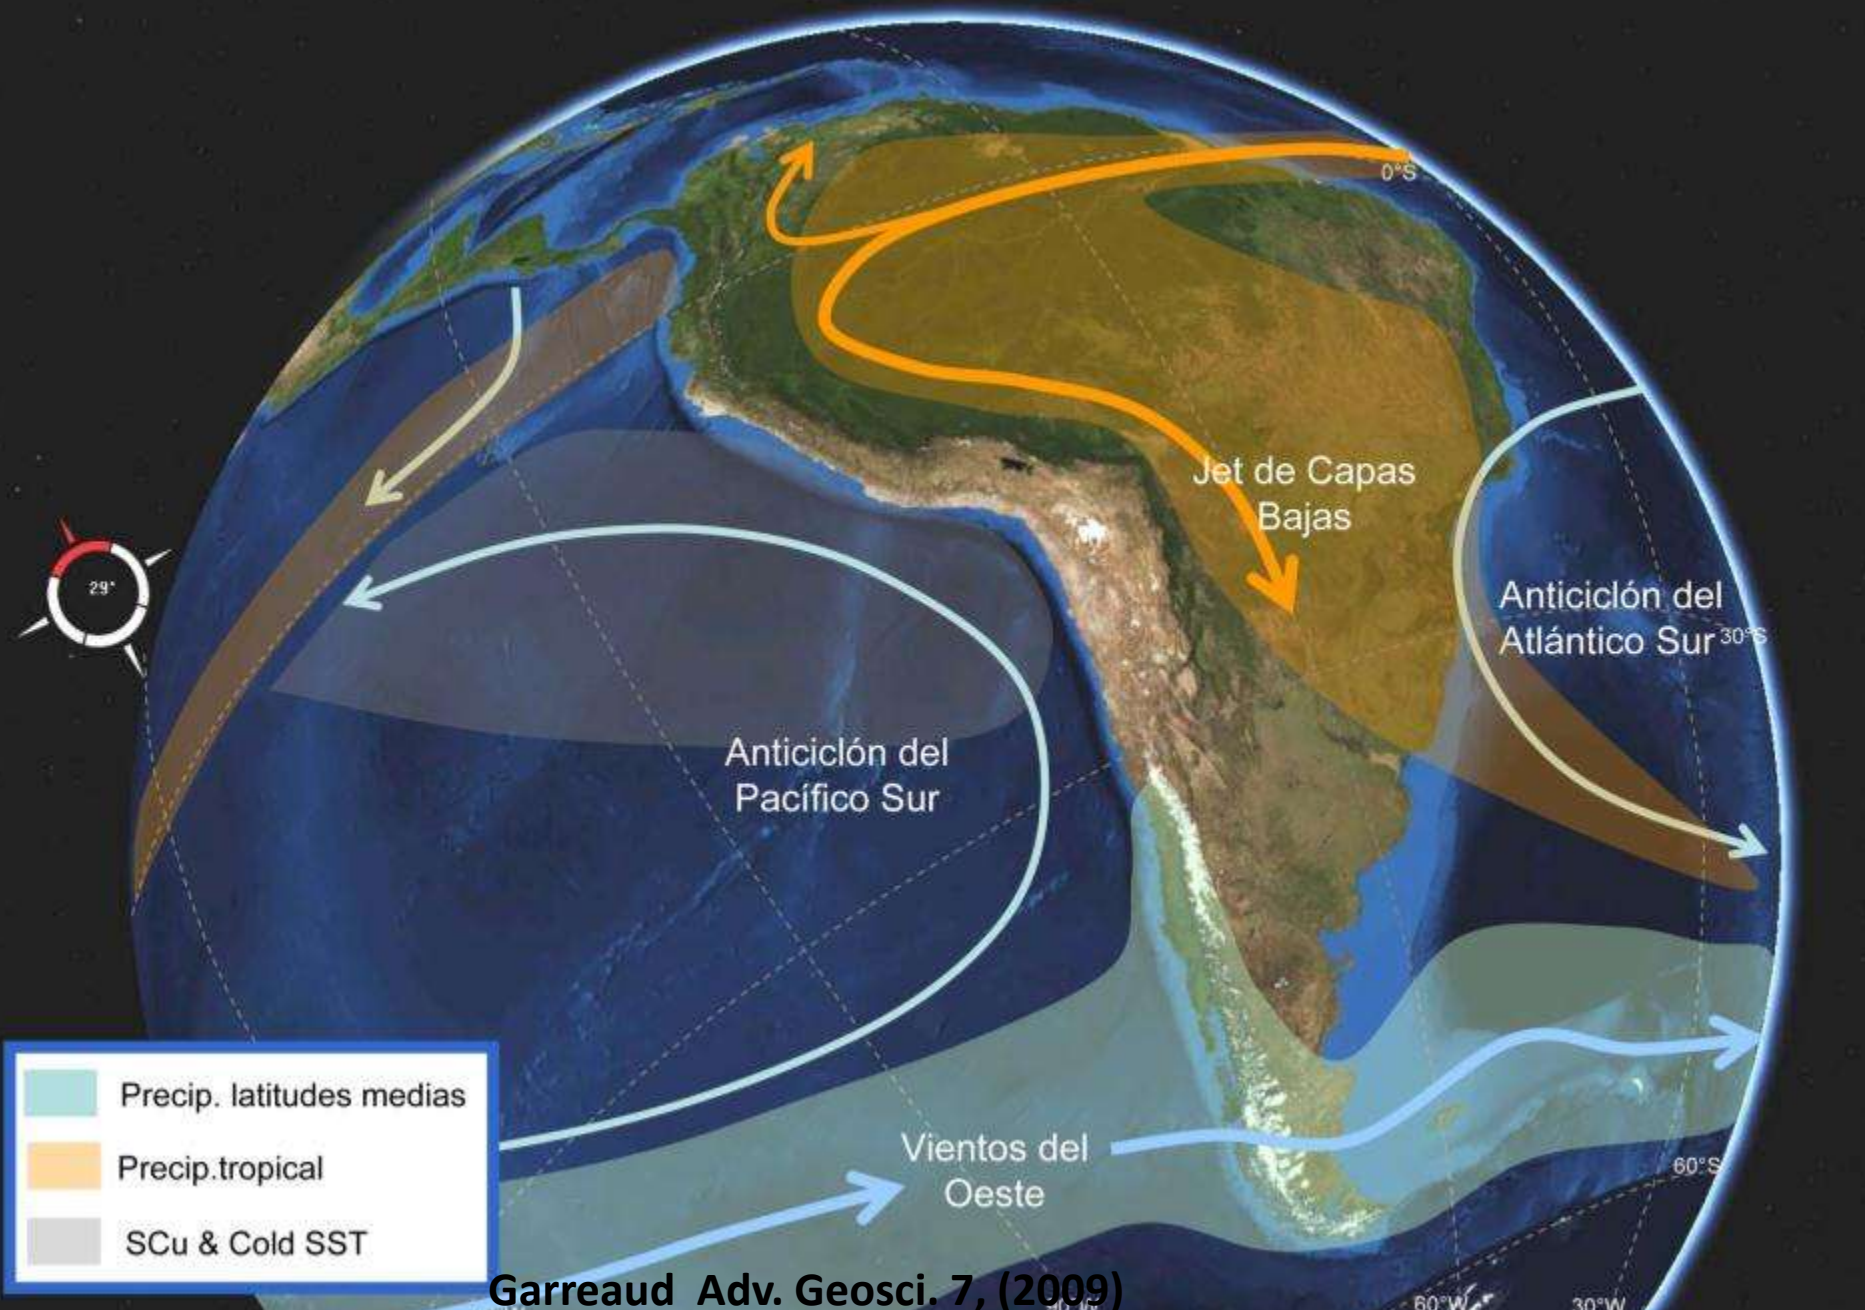 0°S
Jet de Capas
Bajas
29°
Anticiclón del
Atlántico Sur
30°S
Anticiclón del
Pacífico Sur
Precip. latitudes medias
Precip.tropical
SCu & Cold SST
Vientos del
Oeste
60°S
Garreaud Adv. Geosci. 7, (2009)
60°W
30°W